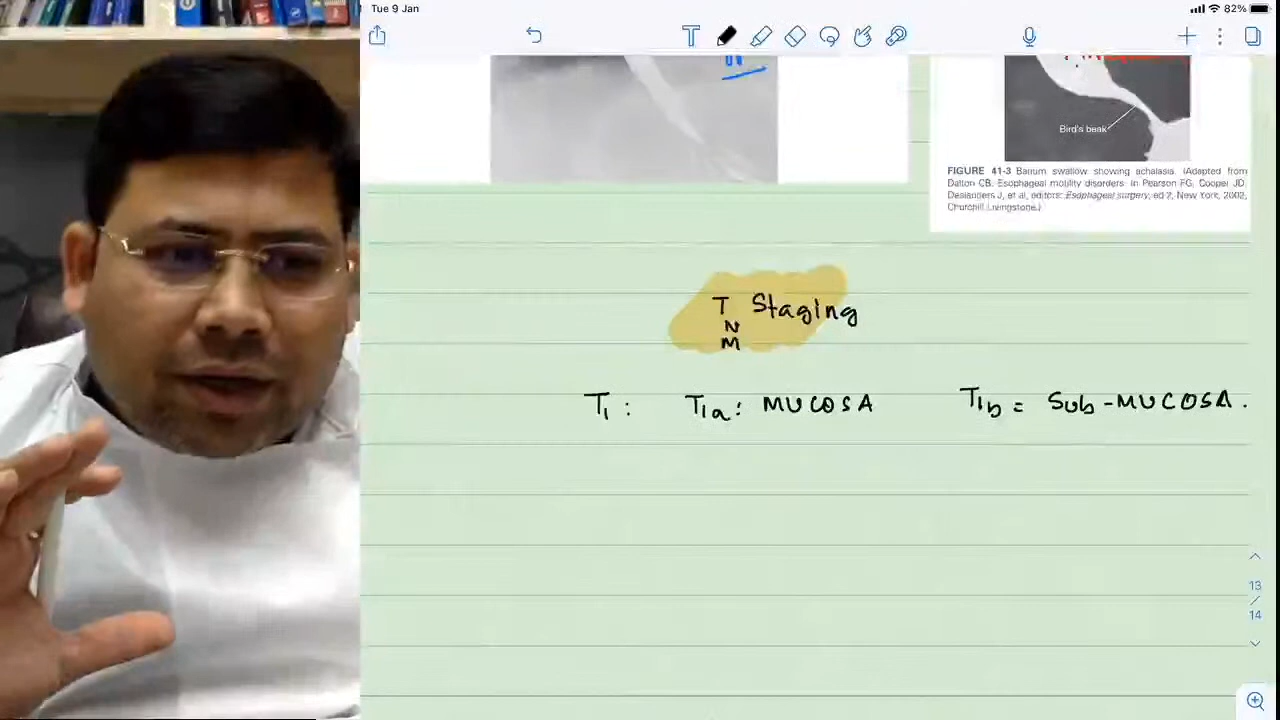 Tue 9 Jan
82%
Bird's beak
FIGURE 41-3 Barium swallow showing achalasia. (Adapted from
Dalton CB. Esophageal motility disorders. In Pearson FG, Cooper JD,
Deslauriers J, et al, editors: Esophageal surgery, ed 2, New York, 2002,
Churchill Livingstone.)
T Staging
N
M
T1 : T1a : MUCOSA T1b = Sub-MUCOSA.
13
/
14